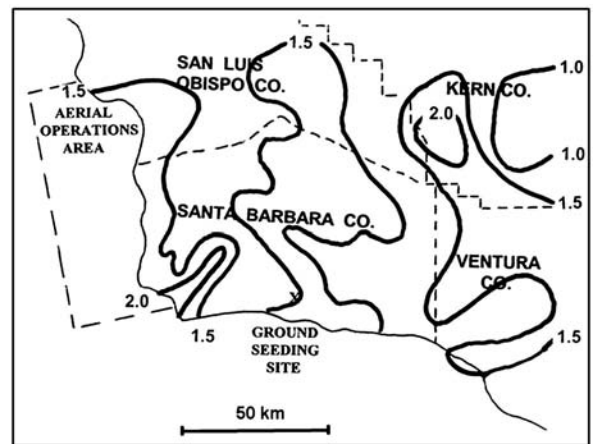 SAN LUIS
OBISPO CO.
1.5
1.0
KERN CO.
1.5
AERIAL
OPERATIONS
AREA
2.0
1.0
SANTA BARBARA CO.
1.5
VENTURA
CO.
2.0
1.5
X
GROUND
SEEDING
SITE
1.5
50 km